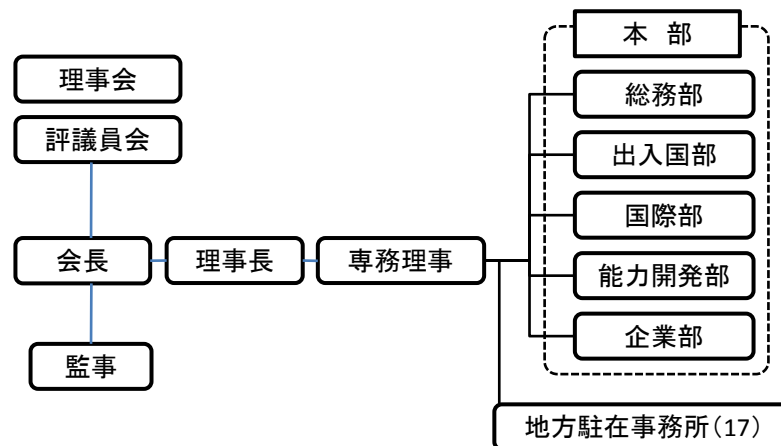 理事会
評議員会
会長
理事長
専務理事
監事
本 部
総務部
出入国部
国際部
能力開発部
企業部
地方駐在事務所(17)